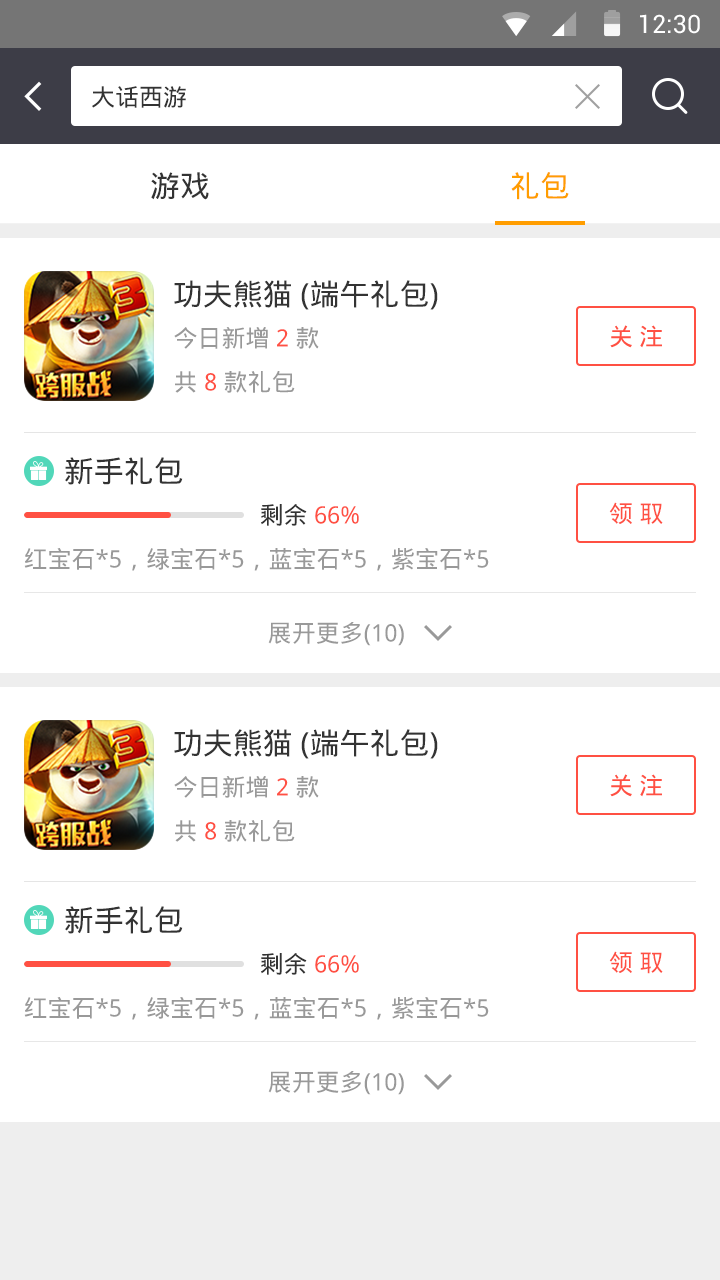 12:30
大话西游
游戏
礼包
3
跨服战
功夫熊猫 (端午礼包)
今日新增 2 款
共 8 款礼包
关 注
新手礼包
剩余 66%
红宝石*5，绿宝石*5，蓝宝石*5，紫宝石*5
领 取
展开更多(10)
3
跨服战
功夫熊猫 (端午礼包)
今日新增 2 款
共 8 款礼包
关 注
新手礼包
剩余 66%
红宝石*5，绿宝石*5，蓝宝石*5，紫宝石*5
领 取
展开更多(10)